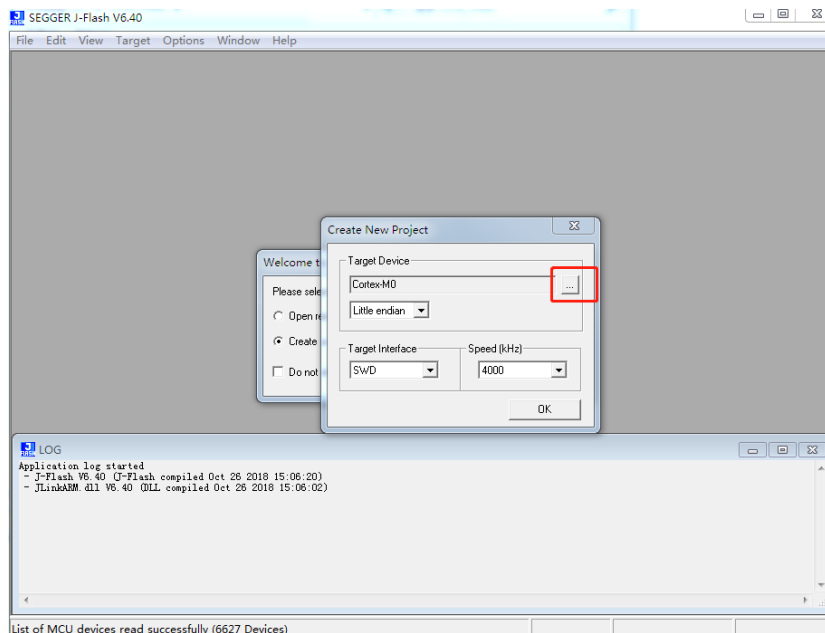 SEGGER J-Flash V6.40
File Edit View Target Options Window Help
Create New Project
Welcome t
Target Device
Please sele
Cortex-M0
...
Open re
Little endian
Create
Target Interface
Speed (kHz)
Do not
SWD
4000
OK
LOG
Application log started
- J-Flash V6.40 (J-Flash compiled Oct 26 2018 15:06:20)
- JLinkARM.dll V6.40 (DLL compiled Oct 26 2018 15:06:02)
List of MCU devices read successfully (6627 Devices)